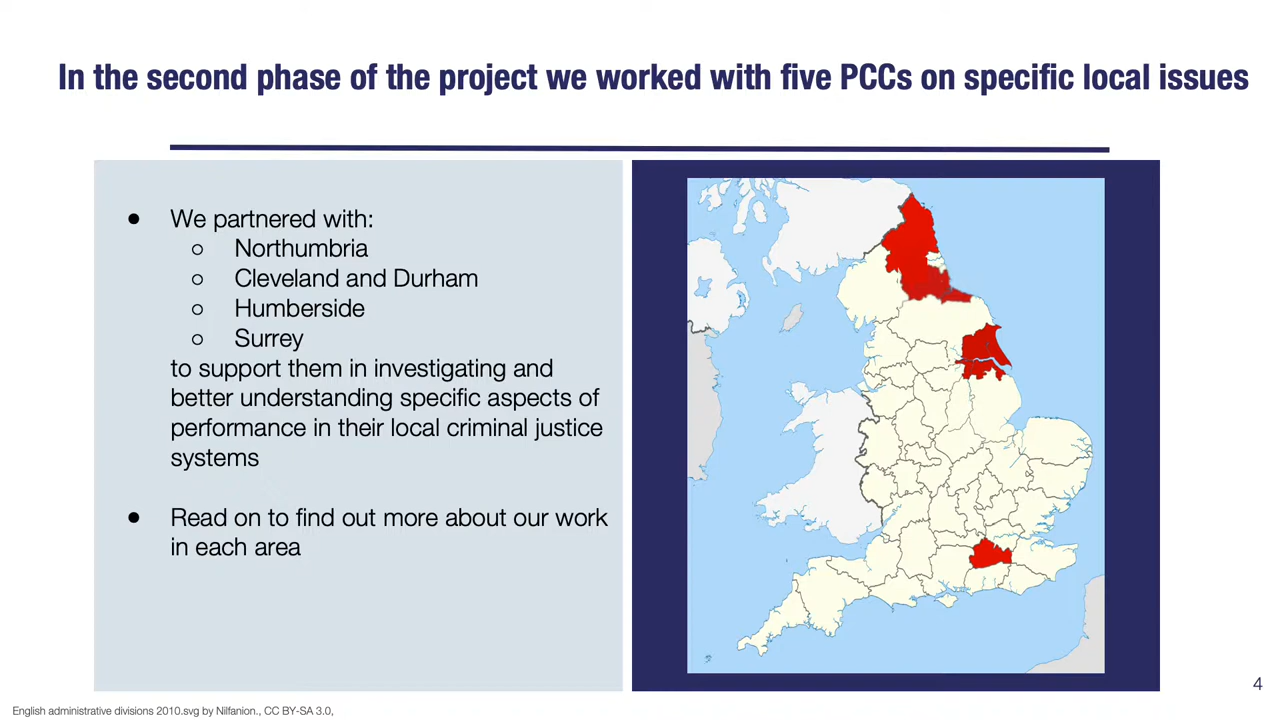 In the second phase of the project we worked with five PCCs on specific local issues
● We partnered with:
○ Northumbria
○ Cleveland and Durham
○ Humberside
○ Surrey
to support them in investigating and
better understanding specific aspects of
performance in their local criminal justice
systems
● Read on to find out more about our work
in each area
4
English administrative divisions 2010.svg by Nilfanion., CC BY-SA 3.0,